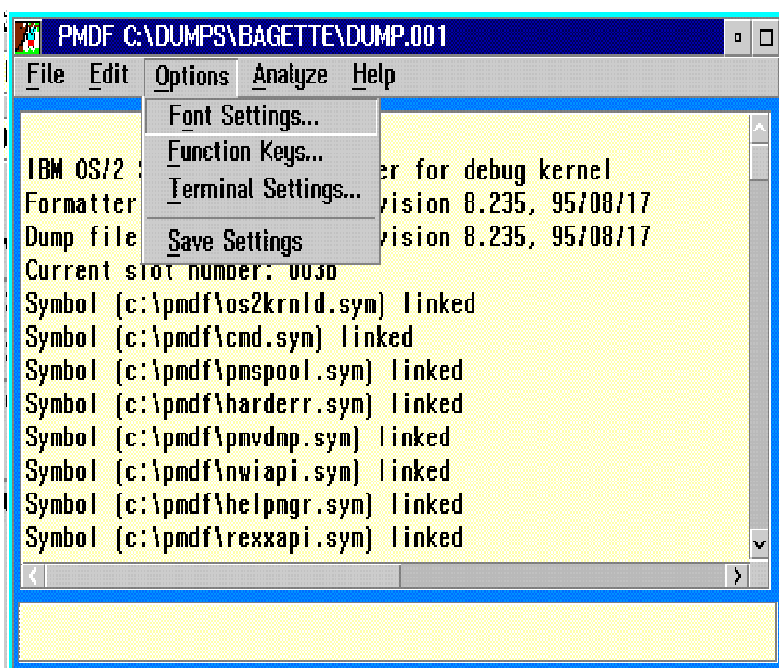 PMDF C:\DUMPS\BAGETTE\DUMP.001
File Edit Options Analyze Help
Font Settings...
Function Keys...
Terminal Settings...
Save Settings
IBM OS/2 er for debug kernel
Formatter vision 8.235, 95/08/17
Dump file vision 8.235, 95/08/17
Current slot number: 003b
Symbol (c:\pmdf\os2krnld.sym) linked
Symbol (c:\pmdf\cmd.sym) linked
Symbol (c:\pmdf\pmspool.sym) linked
Symbol (c:\pmdf\harderr.sym) linked
Symbol (c:\pmdf\pmvdmp.sym) linked
Symbol (c:\pmdf\nwiapi.sym) linked
Symbol (c:\pmdf\helpmgr.sym) linked
Symbol (c:\pmdf\rexxapi.sym) linked